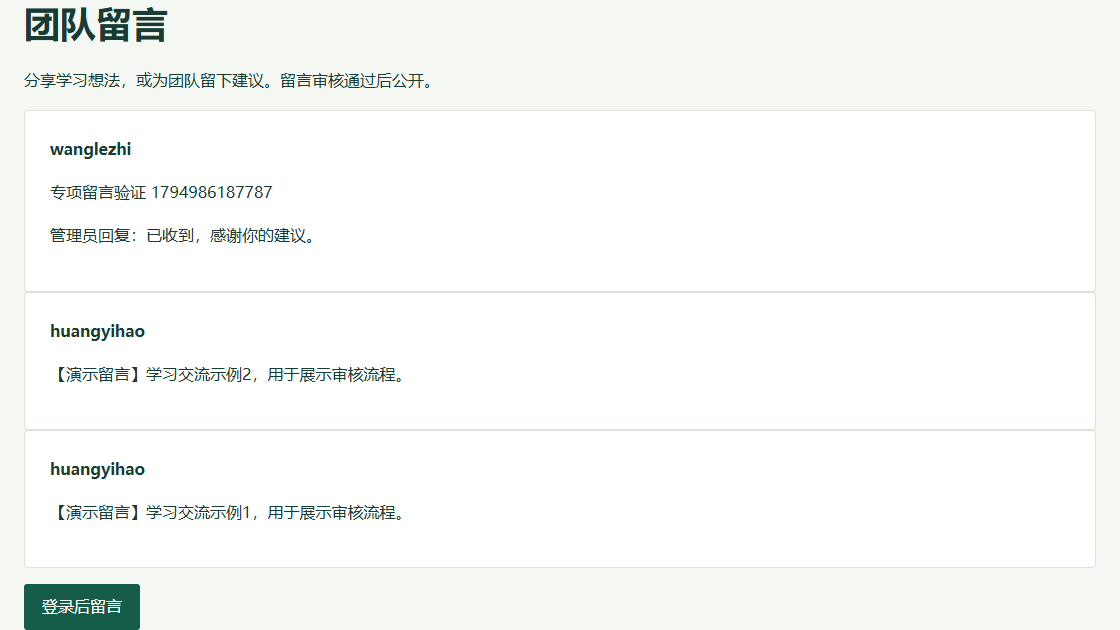 团队留言
分享学习想法，或为团队留下建议。留言审核通过后公开。
wanglezhi
专项留言验证 1794986187787
管理员回复：已收到，感谢你的建议。
huangyihao
【演示留言】学习交流示例2，用于展示审核流程。
huangyihao
【演示留言】学习交流示例1，用于展示审核流程。
登录后留言